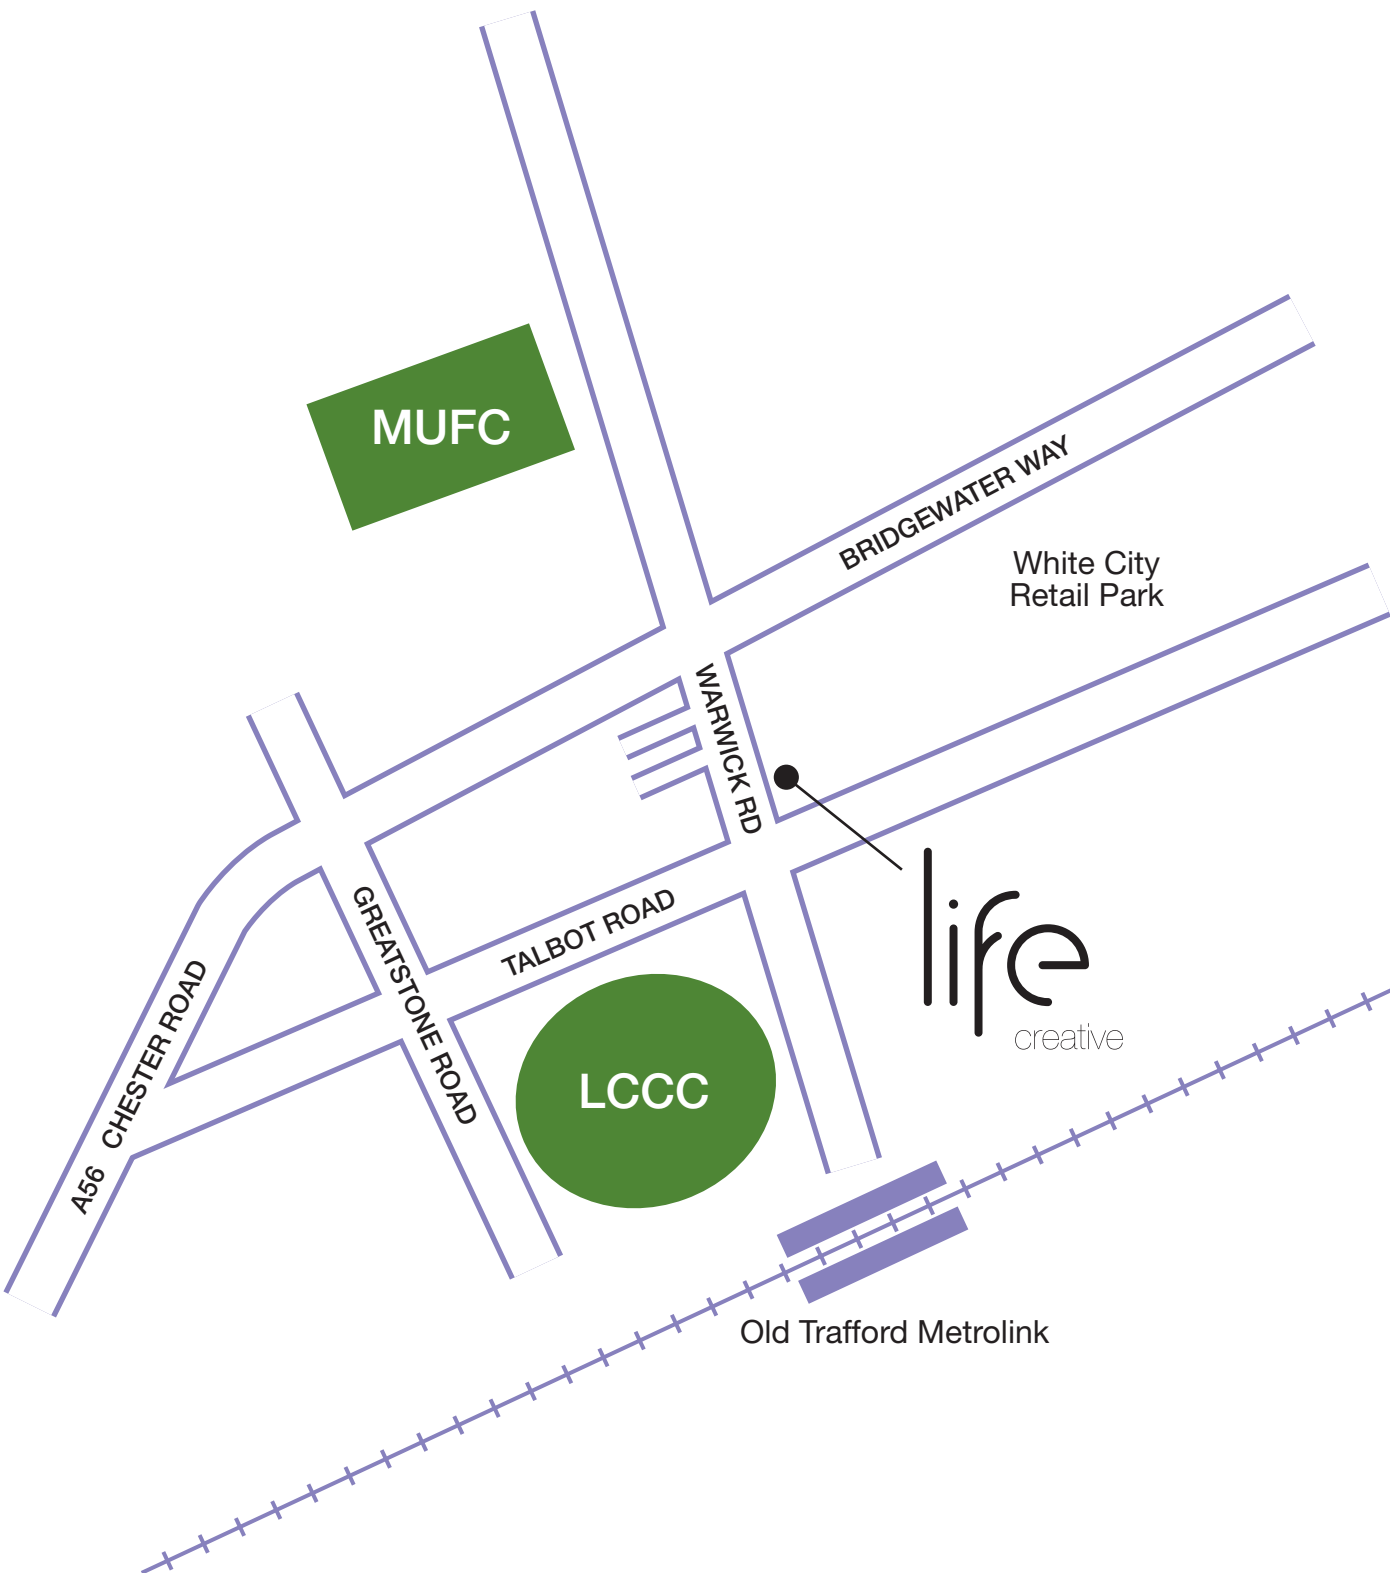 MUFC
BRIDGEWATER WAY
White City
Retail Park
WARWICK RD
GREATSTONE ROAD
TALBOT ROAD
life
creative
A56 CHESTER ROAD
LCCC
Old Trafford Metrolink